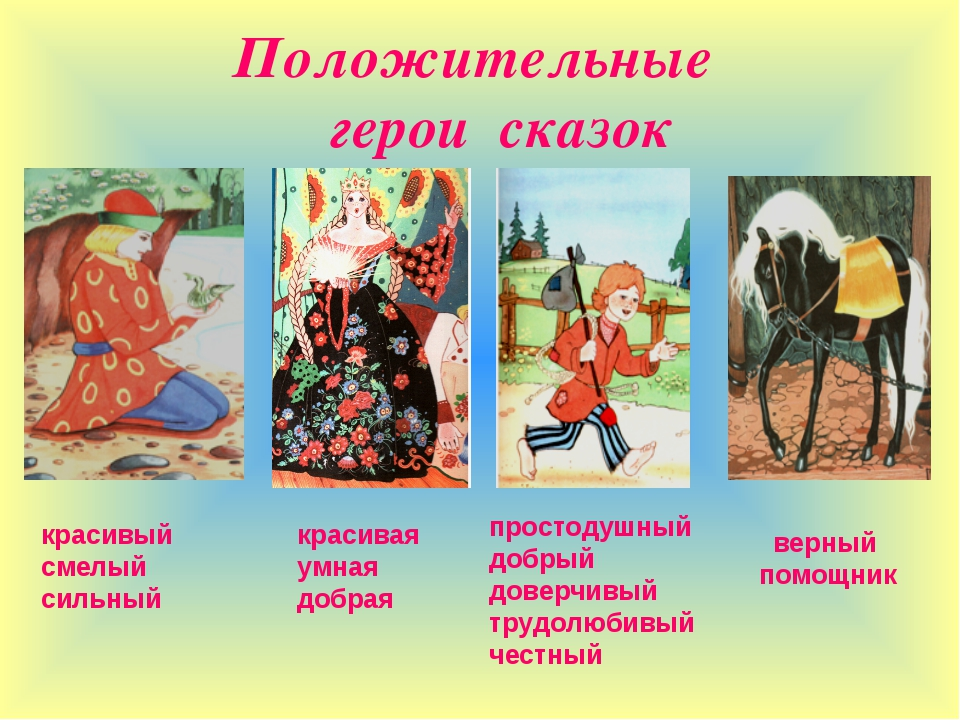 Положительные
герои сказок
красивый
смелый
сильный
красивая
умная
добрая
простодушный
добрый
доверчивый
трудолюбивый
честный
верный
помощник